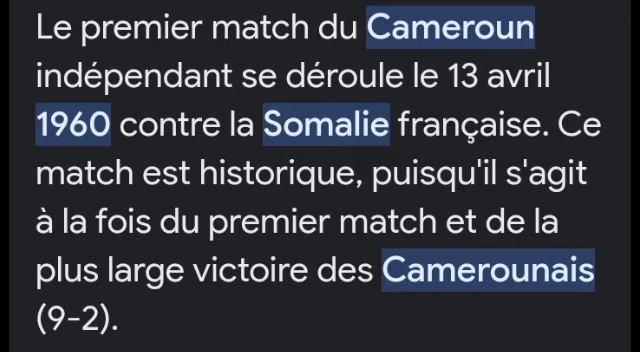 Le premier match du Cameroun
indépendant se déroule le 13 avril
1960 contre la Somalie française. Ce
match est historique, puisqu'il s'agit
à la fois du premier match et de la
plus large victoire des Camerounais
(9-2).